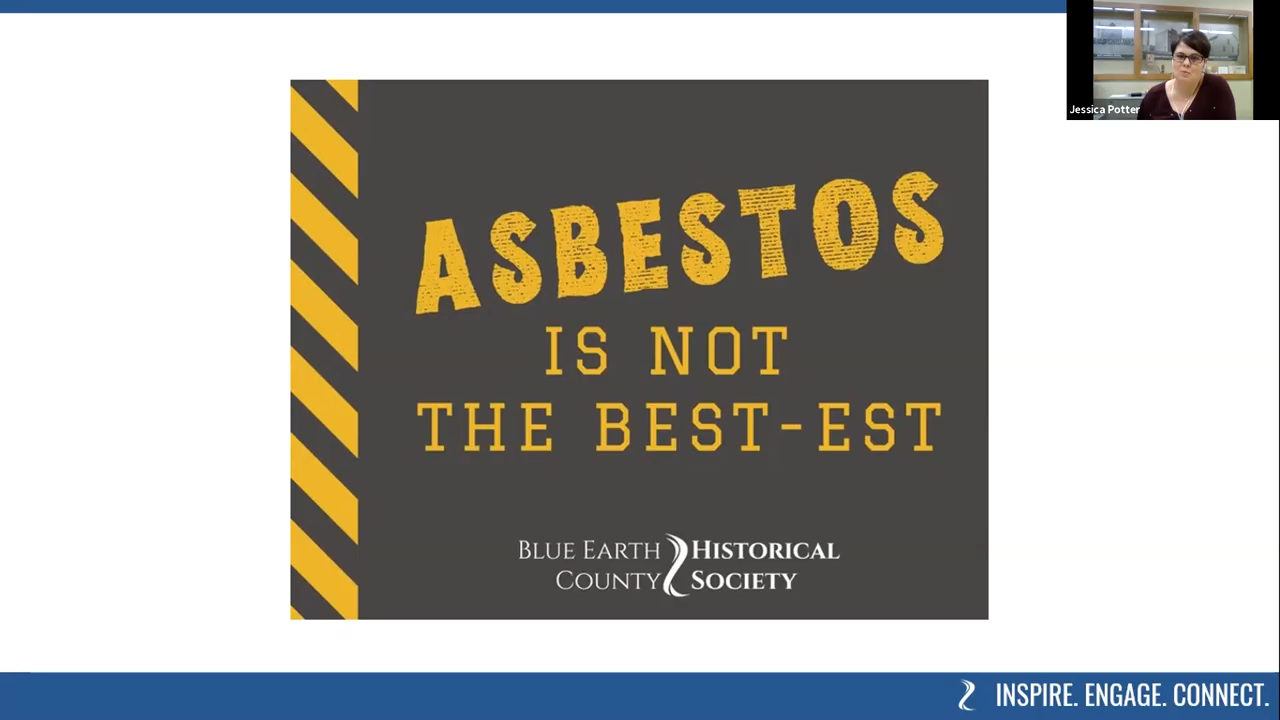 Jessica Potter
ASBESTOS
IS NOT
THE BEST-EST
BLUE EARTH HISTORICAL
COUNTY SOCIETY
INSPIRE. ENGAGE. CONNECT.